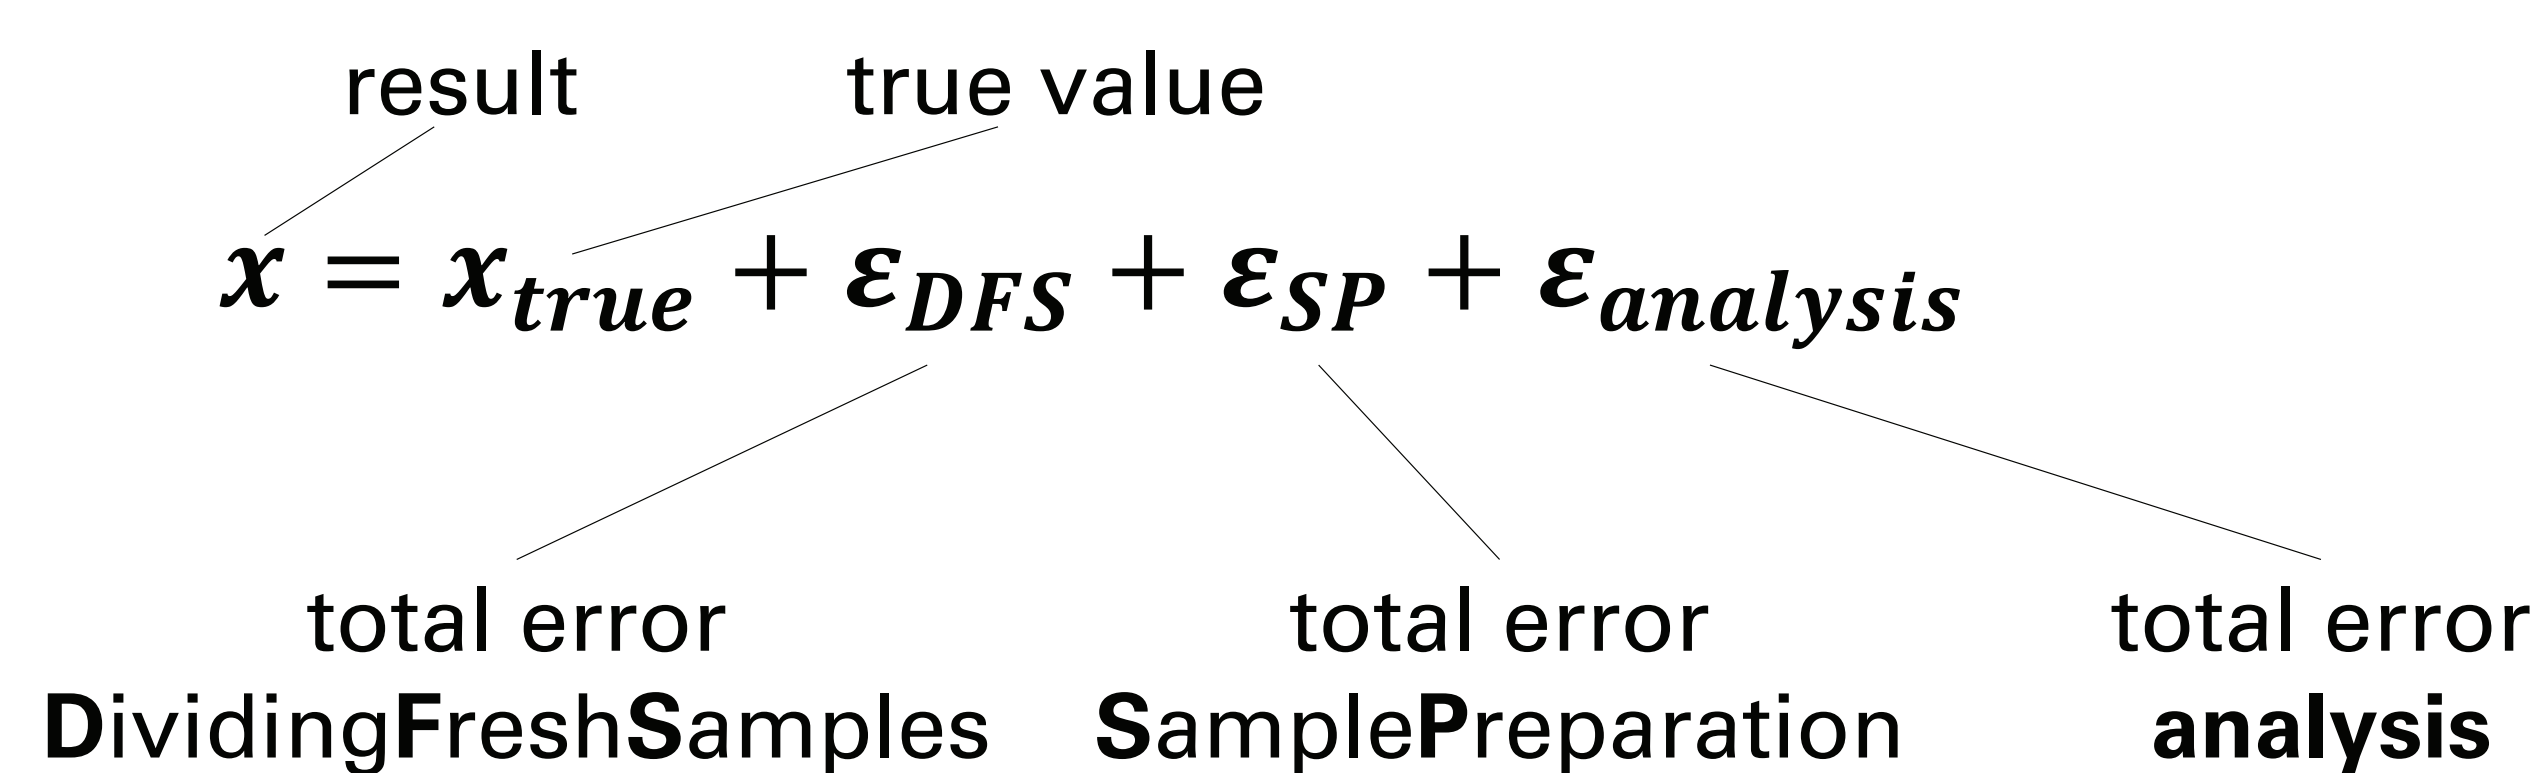 result true value
x = x_true + ε_DFS + ε_SP + ε_analysis
total error total error total error
DividingFreshSamples SamplePreparation analysis